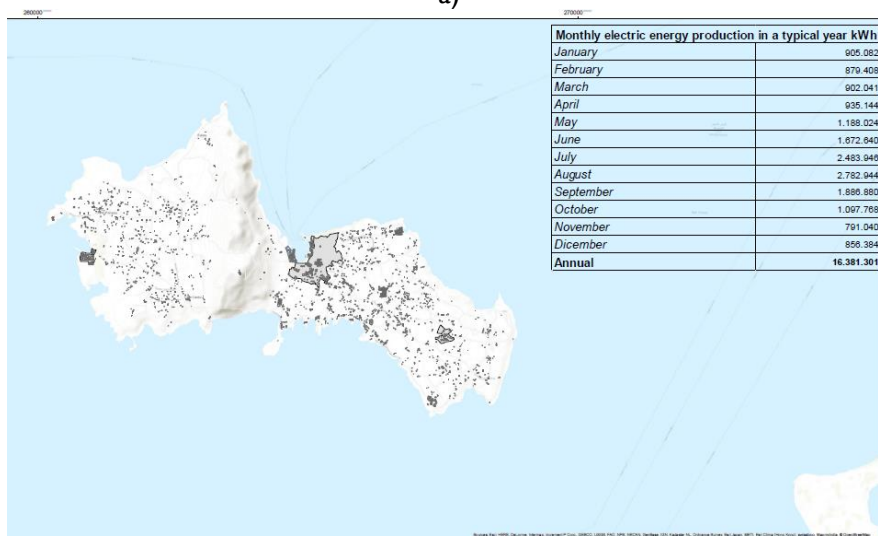 a)
260000
270000
Monthly electric energy production in a typical year kWh
January 905.082
February 879.408
March 902.041
April 935.144
May 1.188.024
June 1.672.640
July 2.483.946
August 2.782.944
September 1.886.880
October 1.097.768
November 791.040
Dicember 856.384
Annual 16.381.301